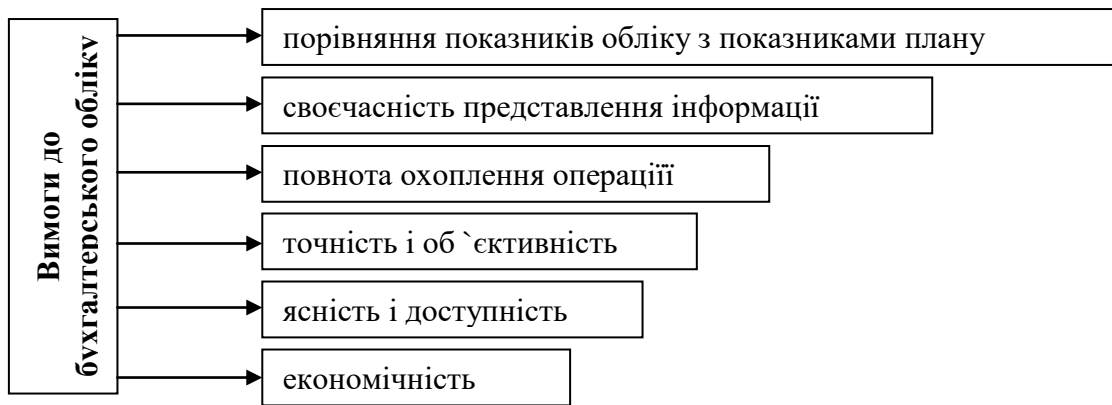 Вимоги до
бухгалтерського обліку
порівняння показників обліку з показниками плану
своєчасність представлення інформації
повнота охоплення операціїї
точність і об `єктивність
ясність і доступність
економічність